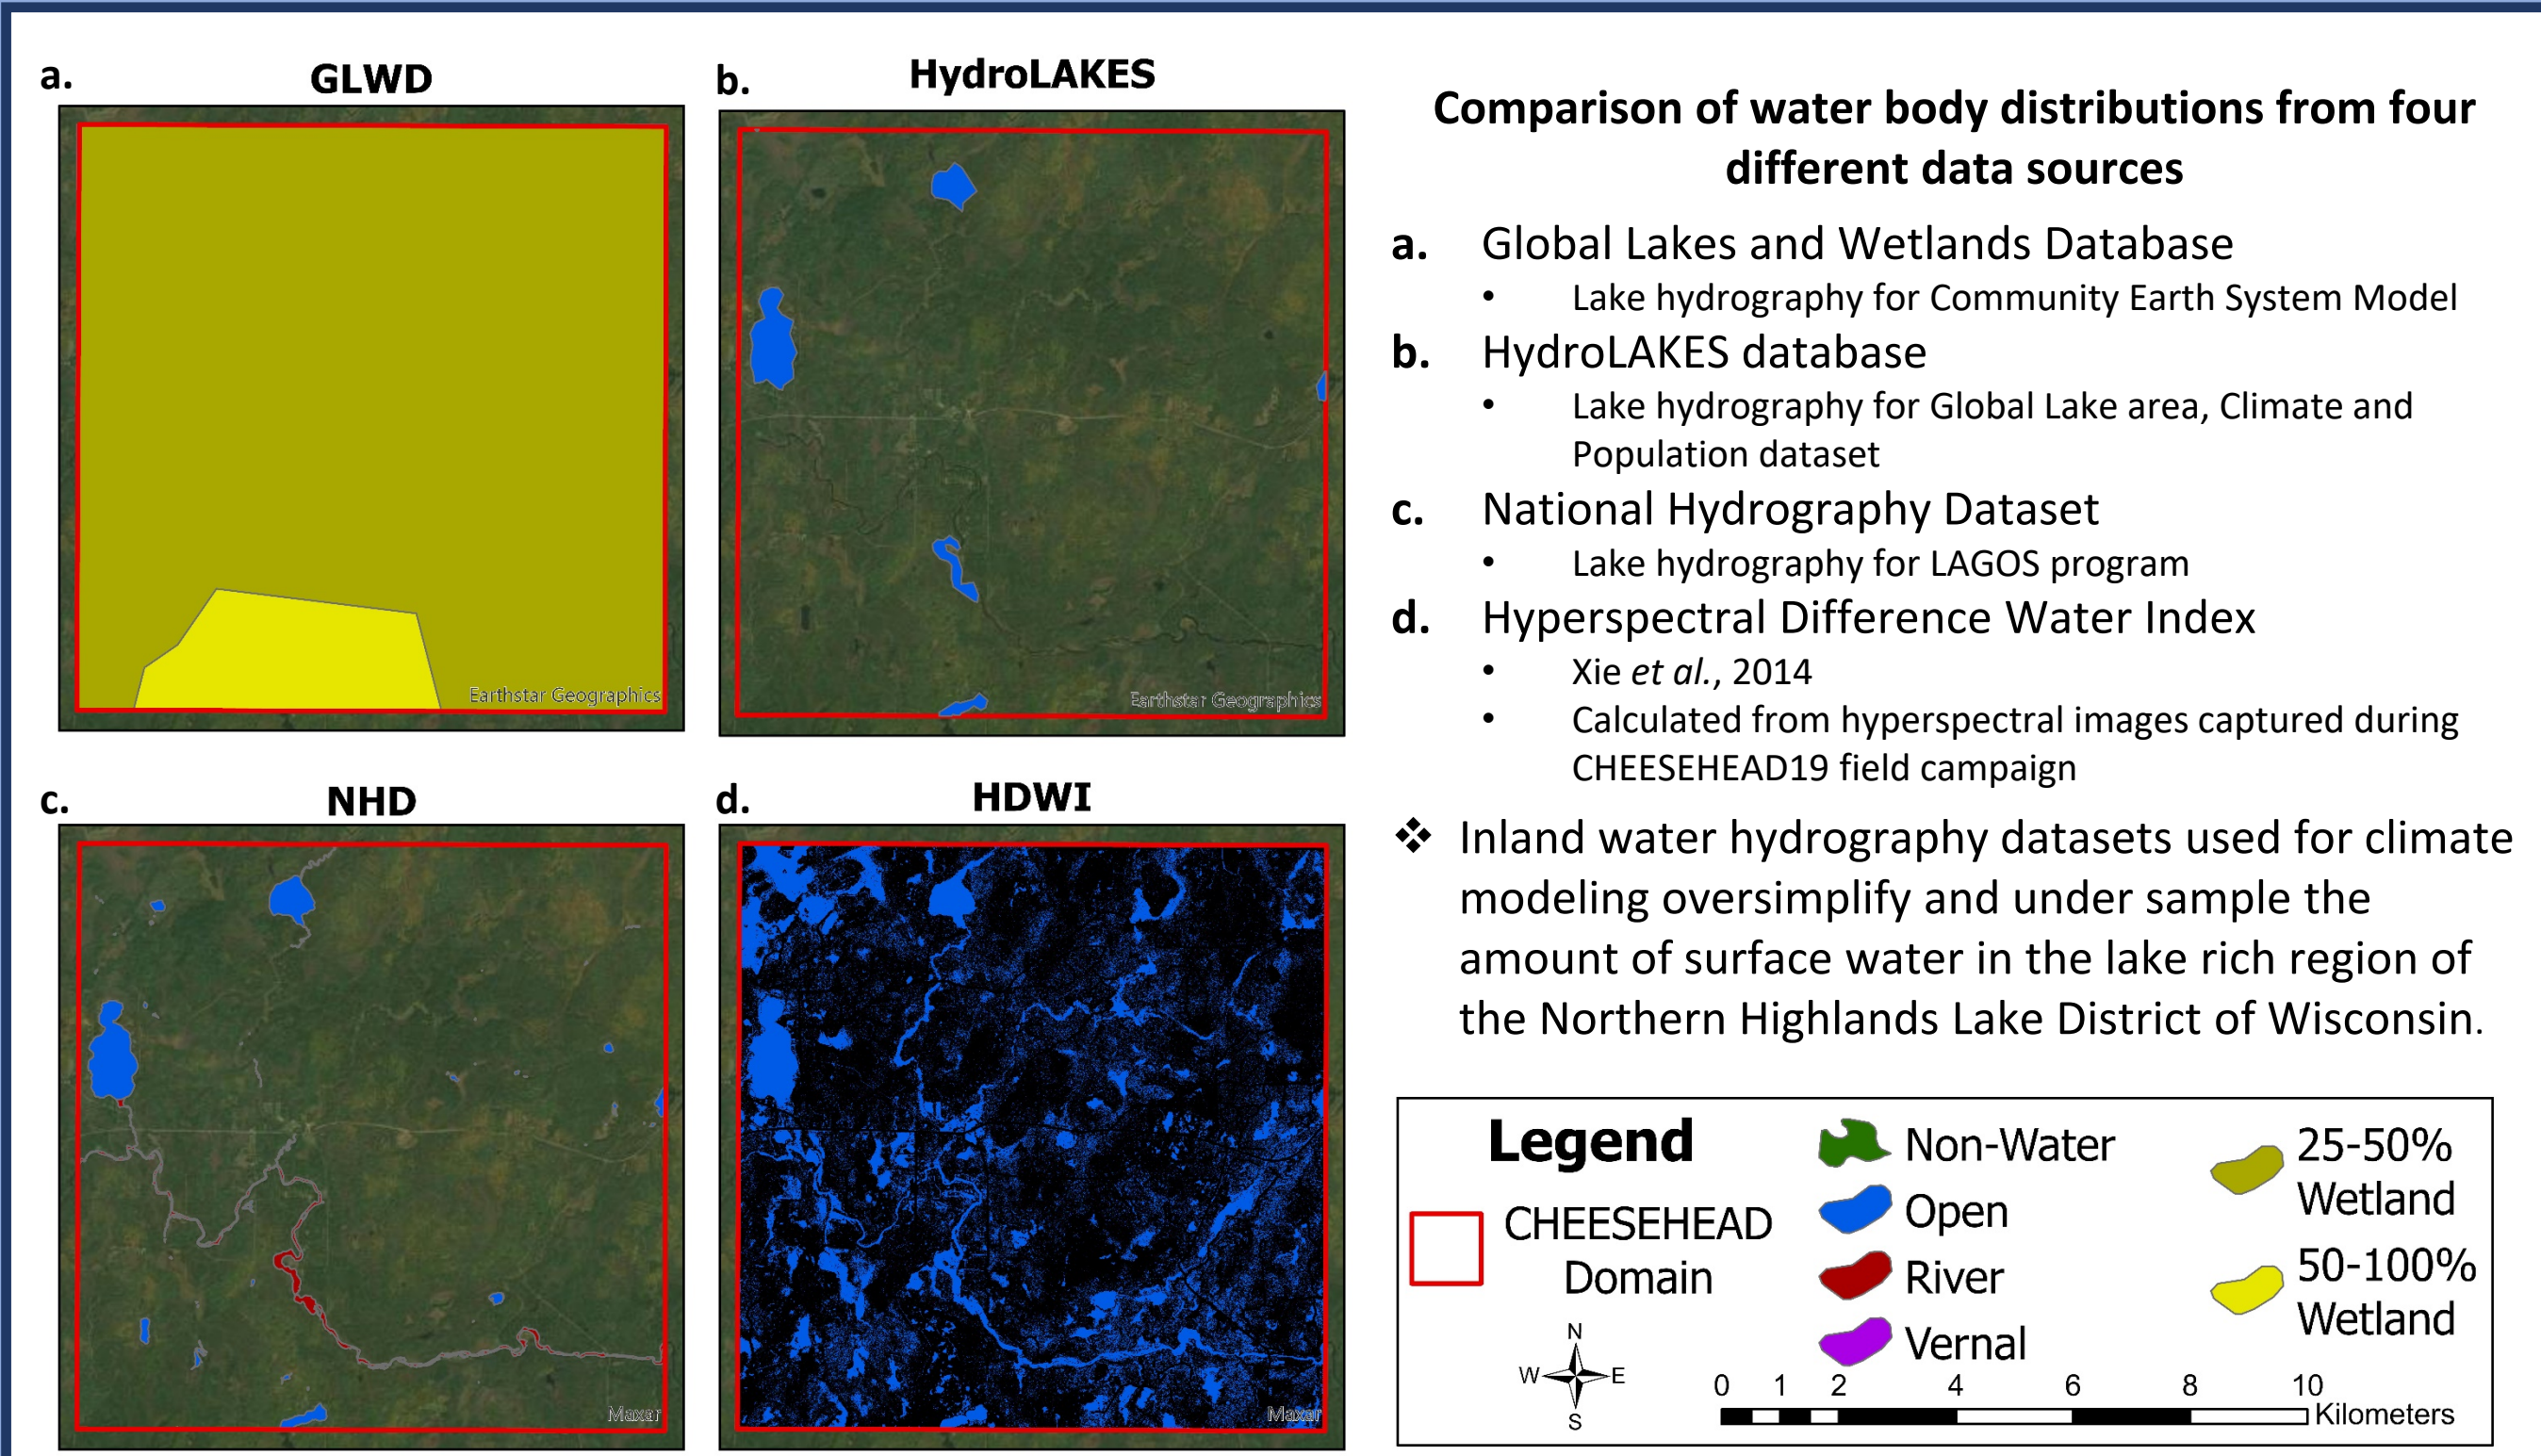 a.
GLWD
Earthstar Geographics
b.
HydroLAKES
Earthstar Geographics
c.
NHD
Maxar
d.
HDWI
Maxar
Comparison of water body distributions from four
different data sources
a. Global Lakes and Wetlands Database
• Lake hydrography for Community Earth System Model
b. HydroLAKES database
• Lake hydrography for Global Lake area, Climate and
Population dataset
c. National Hydrography Dataset
• Lake hydrography for LAGOS program
d. Hyperspectral Difference Water Index
• Xie et al., 2014
• Calculated from hyperspectral images captured during
CHEESEHEAD19 field campaign
❖ Inland water hydrography datasets used for climate
modeling oversimplify and under sample the
amount of surface water in the lake rich region of
the Northern Highlands Lake District of Wisconsin.
Legend
CHEESEHEAD
Domain
Non-Water
Open
River
Vernal
25-50%
Wetland
50-100%
Wetland
N
W E
S
0 1 2 4 6 8 10
Kilometers